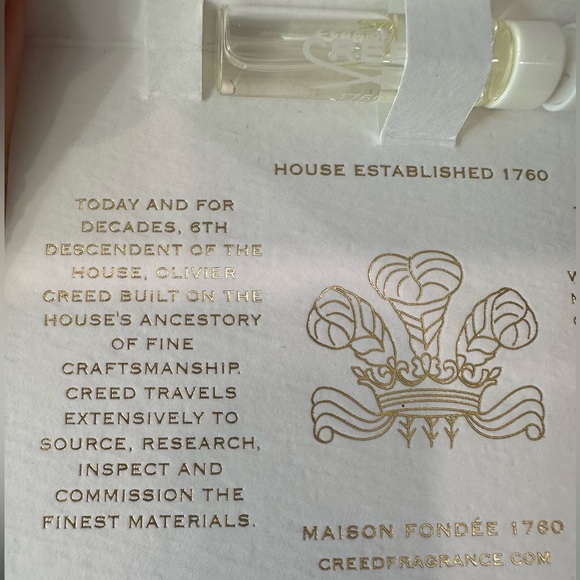 CREED
1760
HOUSE ESTABLISHED 1760
TODAY AND FOR
DECADES, 6TH
DESCENDENT OF THE
HOUSE, OLIVIER
CREED BUILT ON THE
HOUSE'S ANCESTORY
OF FINE
CRAFTSMANSHIP.
CREED TRAVELS
EXTENSIVELY TO
SOURCE, RESEARCH,
INSPECT AND
COMMISSION THE
FINEST MATERIALS.
MAISON FONDÉE 1760
CREEDFRAGRANCE.COM